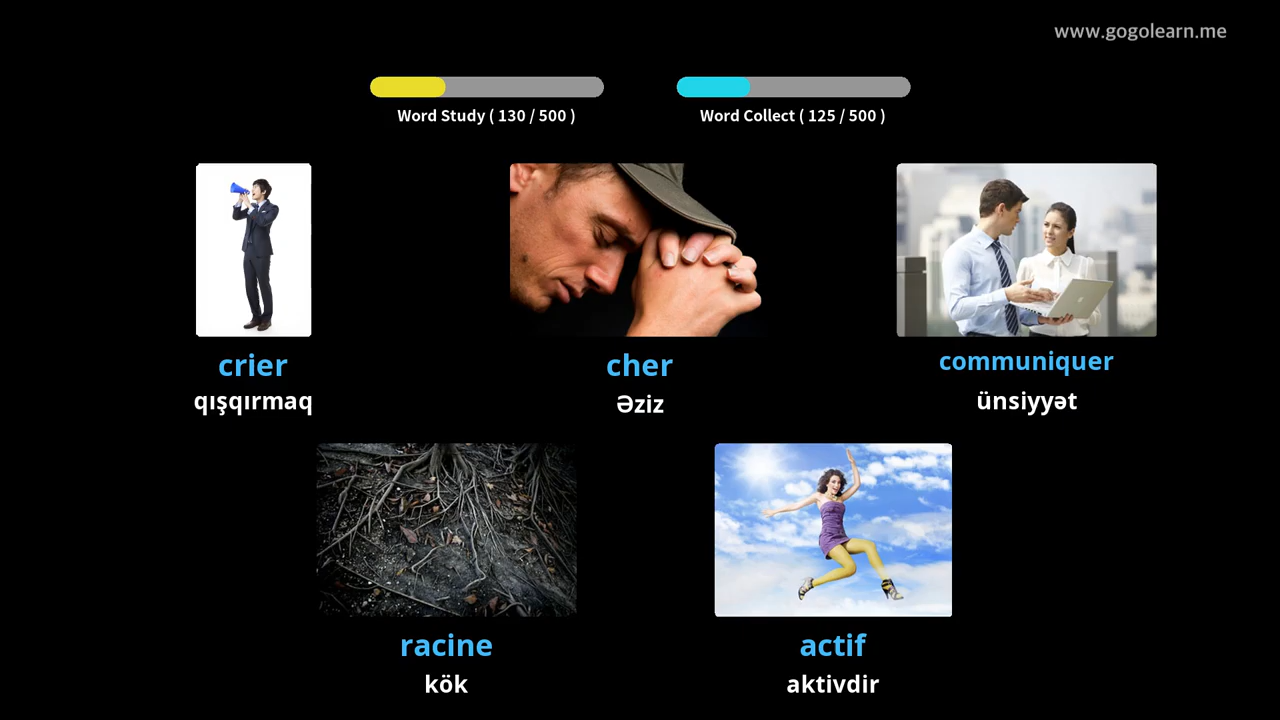 www.gogolearn.me
Word Study ( 130 / 500 )
Word Collect ( 125 / 500 )
crier
qışqırmaq
cher
Əziz
communiquer
ünsiyyət
racine
kök
actif
aktivdir